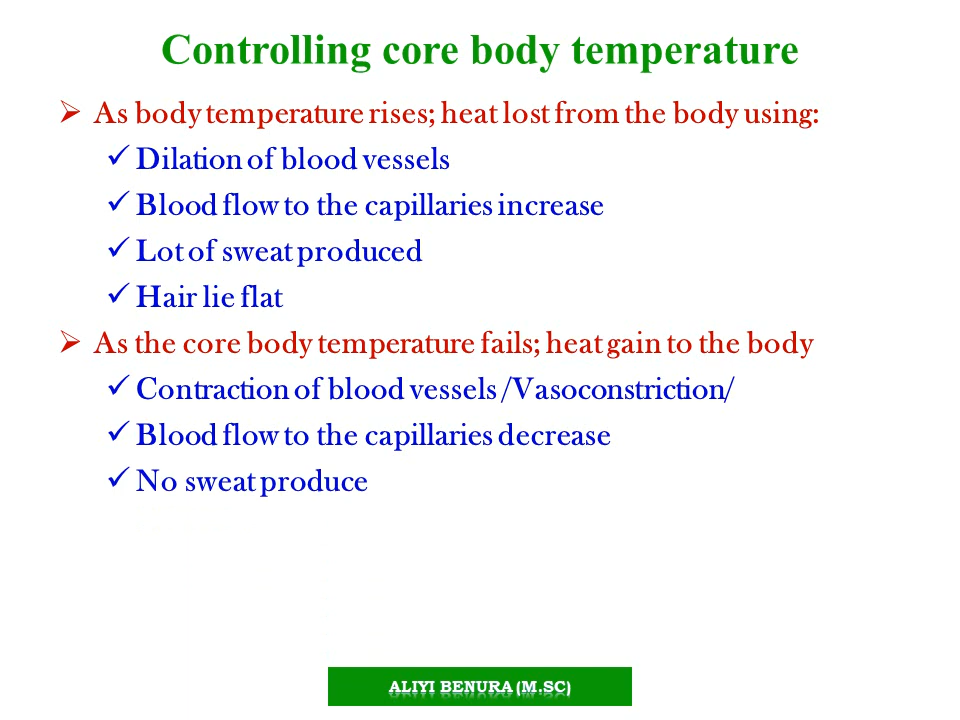 Controlling core body temperature
➢ As body temperature rises; heat lost from the body using:
✓ Dilation of blood vessels
✓ Blood flow to the capillaries increase
✓ Lot of sweat produced
✓ Hair lie flat
➢ As the core body temperature fails; heat gain to the body
✓ Contraction of blood vessels /Vasoconstriction/
✓ Blood flow to the capillaries decrease
✓ No sweat produce
ALIYI BENURA (M.SC)